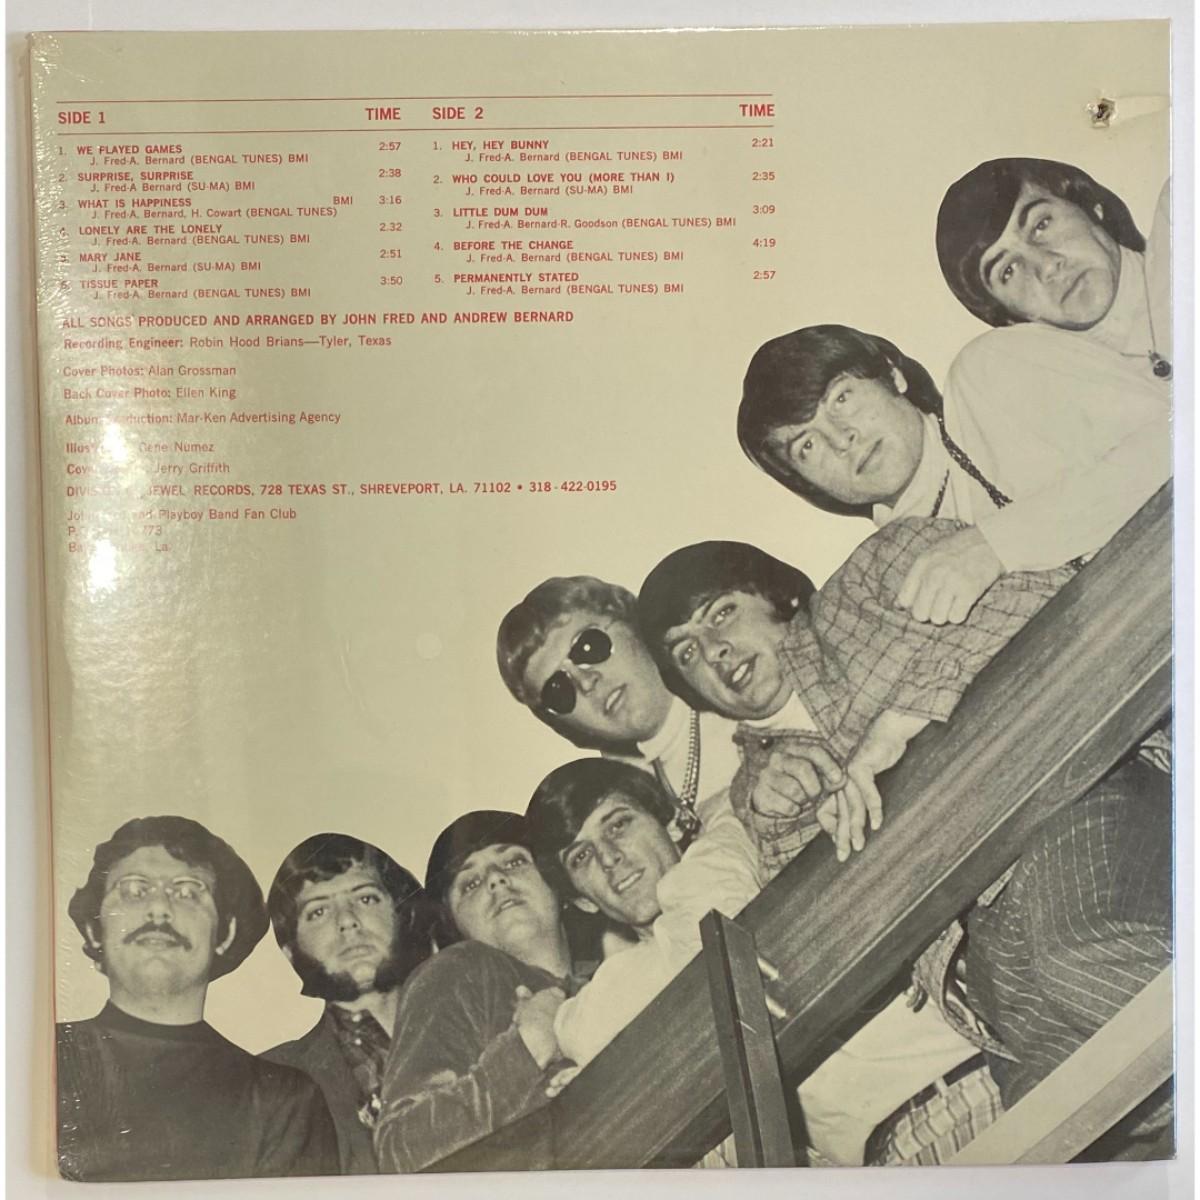 SIDE 1 TIME
1. WE PLAYED GAMES 2:57
J. Fred-A. Bernard (BENGAL TUNES) BMI
2. SURPRISE, SURPRISE 2:38
J. Fred-A Bernard (SU-MA) BMI
3. WHAT IS HAPPINESS BMI 3:16
J. Fred-A. Bernard, H. Cowart (BENGAL TUNES)
4. LONELY ARE THE LONELY 2.32
J. Fred-A. Bernard (BENGAL TUNES) BMI
5. MARY JANE 2:51
J. Fred-A. Bernard (SU-MA) BMI
6. TISSUE PAPER 3:50
J. Fred-A. Bernard (BENGAL TUNES) BMI
SIDE 2 TIME
1. HEY, HEY BUNNY 2:21
J. Fred-A. Bernard (BENGAL TUNES) BMI
2. WHO COULD LOVE YOU (MORE THAN I) 2:35
J. Fred-A. Bernard (SU-MA) BMI
3. LITTLE DUM DUM 3:09
J. Fred-A. Bernard-R. Goodson (BENGAL TUNES) BMI
4. BEFORE THE CHANGE 4:19
J. Fred-A. Bernard (BENGAL TUNES) BMI
5. PERMANENTLY STATED 2:57
J. Fred-A. Bernard (BENGAL TUNES) BMI
ALL SONGS PRODUCED AND ARRANGED BY JOHN FRED AND ANDREW BERNARD
Recording Engineer: Robin Hood Brians—Tyler, Texas
Cover Photos: Alan Grossman
Back Cover Photo: Ellen King
Album Production: Mar-Ken Advertising Agency
Gene Numez
Jerry Griffith
JEWEL RECORDS, 728 TEXAS ST., SHREVEPORT, LA. 71102 • 318-422-0195
and Playboy Band Fan Club
La.